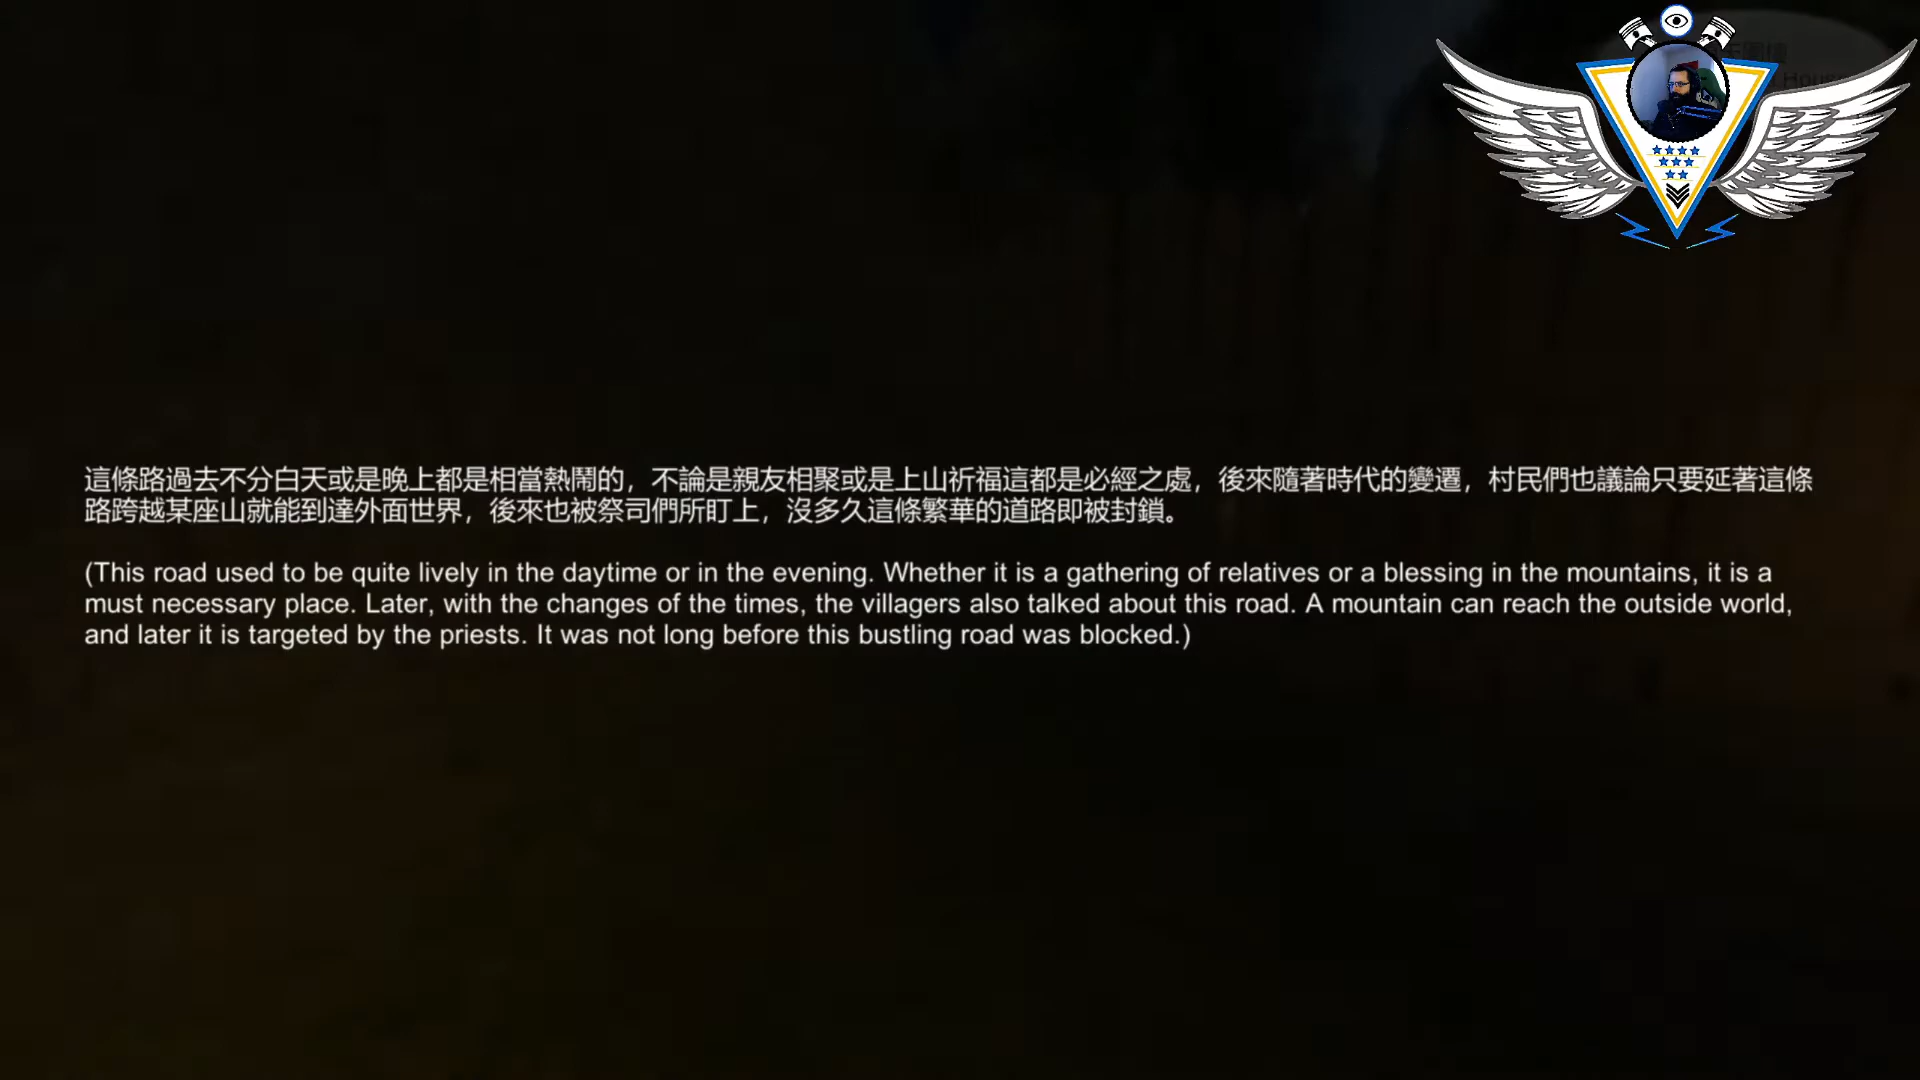 這條路過去不分白天或是晚上都是相當熱鬧的，不論是親友相聚或是上山祈福這都是必經之處，後來隨著時代的變遷，村民們也議論只要延著這條
路跨越某座山就能到達外面世界，後來也被祭司們所盯上，沒多久這條繁華的道路即被封鎖。
(This road used to be quite lively in the daytime or in the evening. Whether it is a gathering of relatives or a blessing in the mountains, it is a
must necessary place. Later, with the changes of the times, the villagers also talked about this road. A mountain can reach the outside world,
and later it is targeted by the priests. It was not long before this bustling road was blocked.)